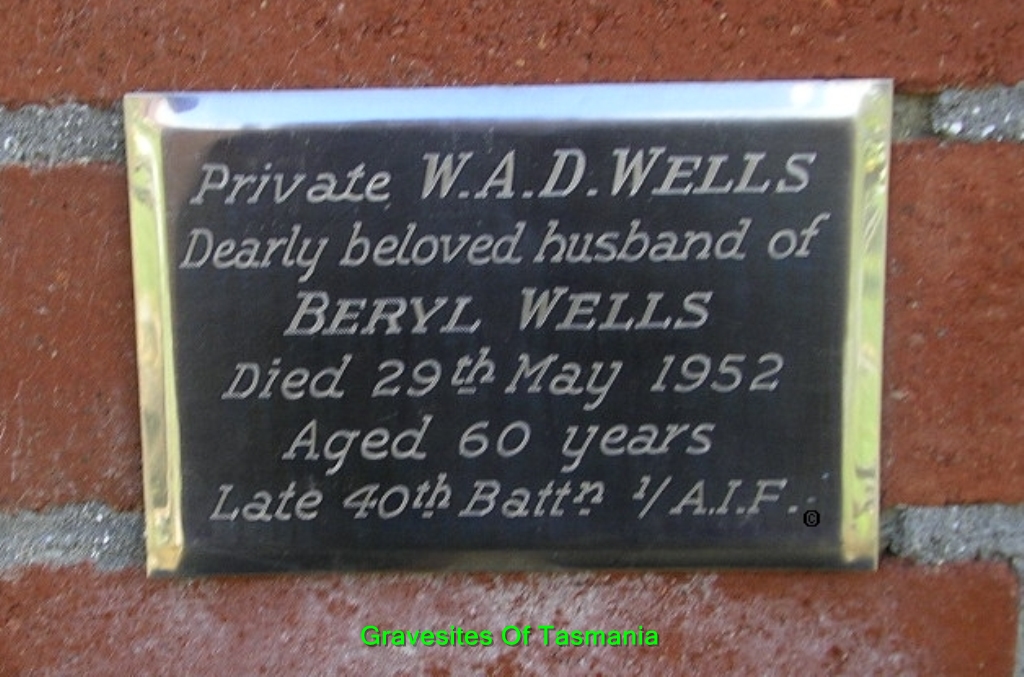 Private W.A.D. WELLS
Dearly beloved husband of
BERYL WELLS
Died 29th May 1952
Aged 60 years
Late 40th Battn 1/A.I.F.
©
Gravesites Of Tasmania